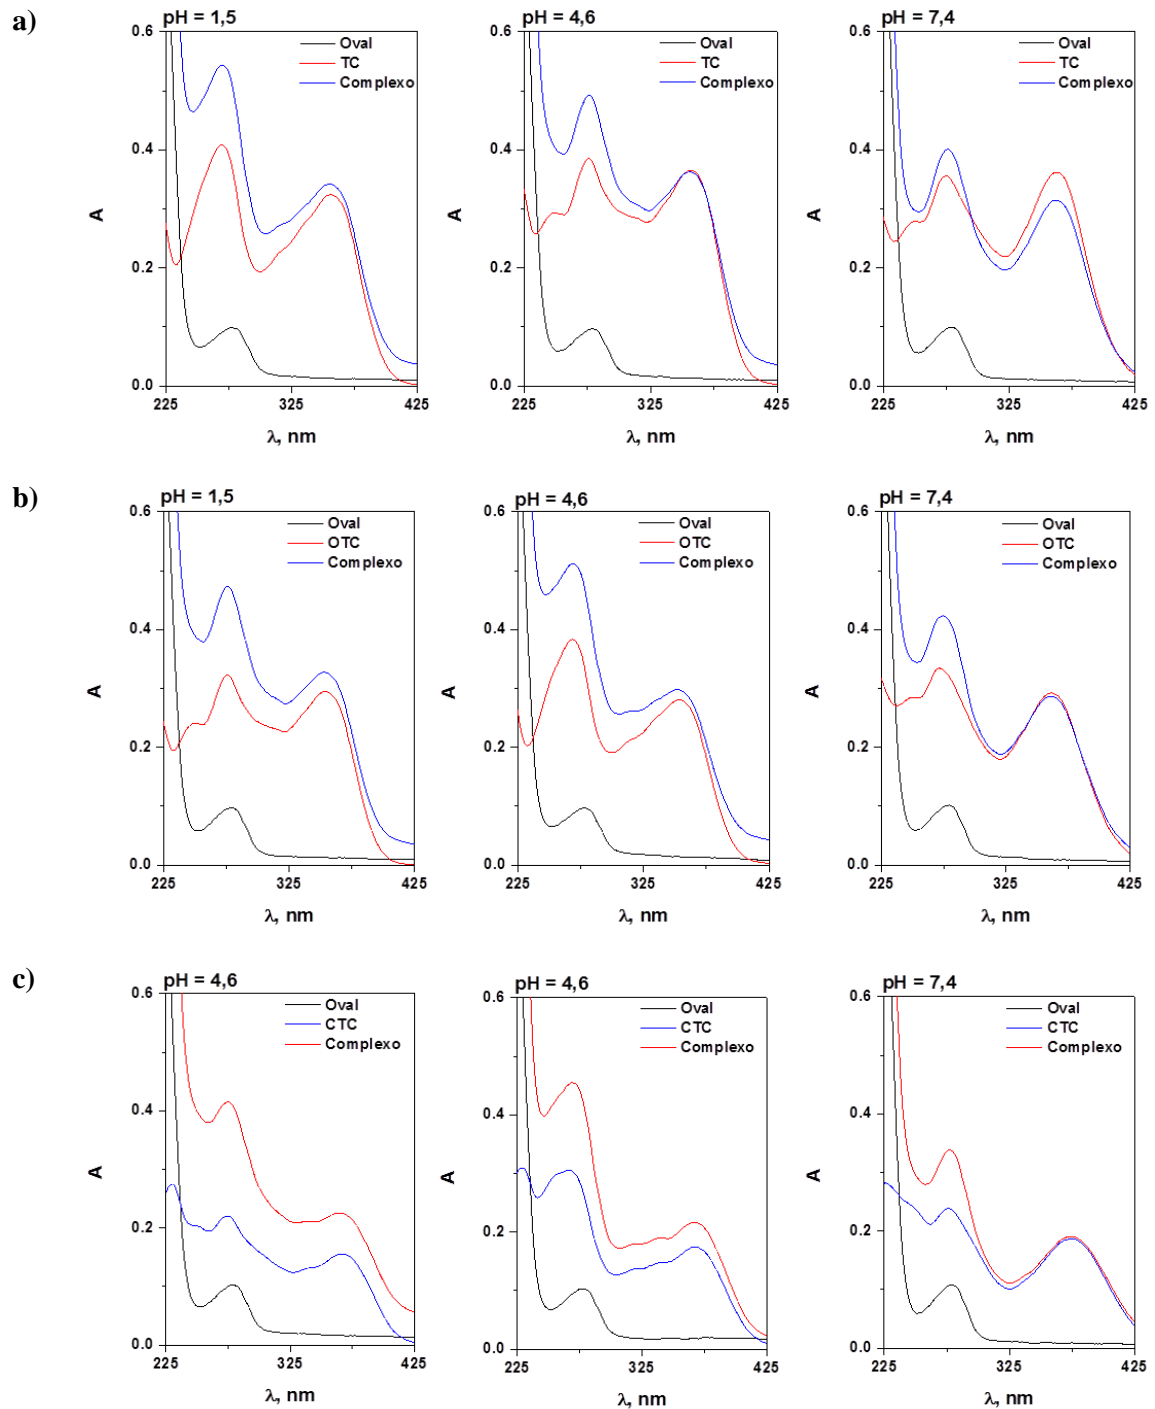 a)
pH = 1,5
0.6
0.4
0.2
0.0
A
Oval
TC
Complexo
225
325
425
λ, nm
pH = 4,6
0.6
0.4
0.2
0.0
A
Oval
TC
Complexo
225
325
425
λ, nm
pH = 7,4
0.6
0.4
0.2
0.0
A
Oval
TC
Complexo
225
325
425
λ, nm
b)
pH = 1,5
0.6
0.4
0.2
0.0
A
Oval
OTC
Complexo
225
325
425
λ, nm
pH = 4,6
0.6
0.4
0.2
0.0
A
Oval
OTC
Complexo
225
325
425
λ, nm
pH = 7,4
0.6
0.4
0.2
0.0
A
Oval
OTC
Complexo
225
325
425
λ, nm
c)
pH = 4,6
0.6
0.4
0.2
0.0
A
Oval
CTC
Complexo
225
325
425
λ, nm
pH = 4,6
0.6
0.4
0.2
0.0
A
Oval
CTC
Complexo
225
325
425
λ, nm
pH = 7,4
0.6
0.4
0.2
0.0
A
Oval
CTC
Complexo
225
325
425
λ, nm